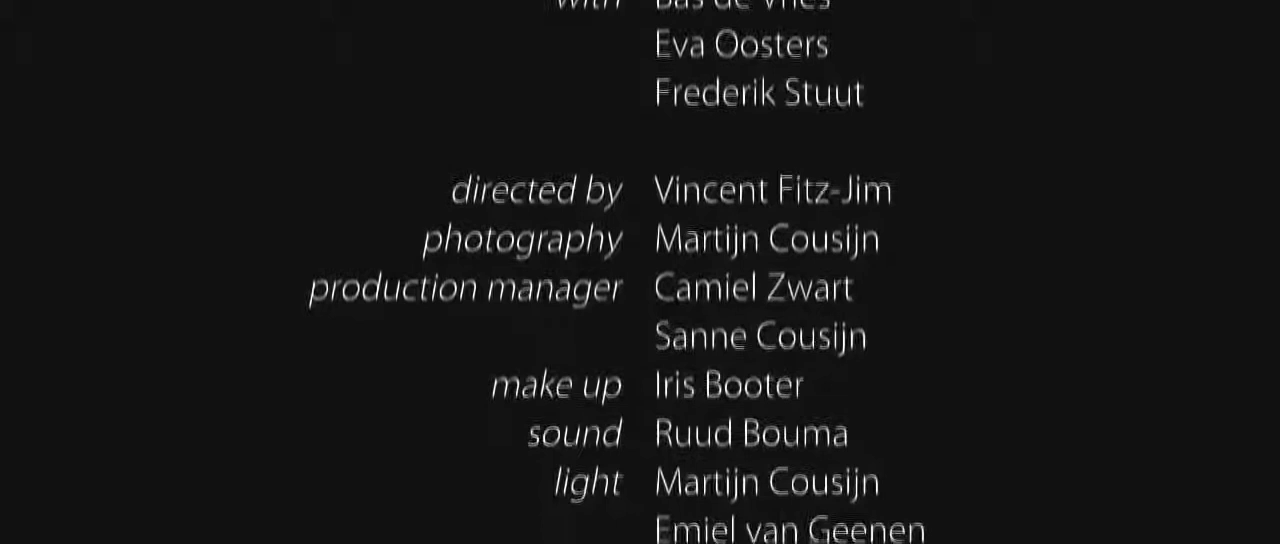 with Bas de Vries
Eva Oosters
Frederik Stuut
directed by Vincent Fitz-Jim
photography Martijn Cousijn
production manager Camiel Zwart
Sanne Cousijn
make up Iris Booter
sound Ruud Bouma
light Martijn Cousijn
Emiel van Geenen